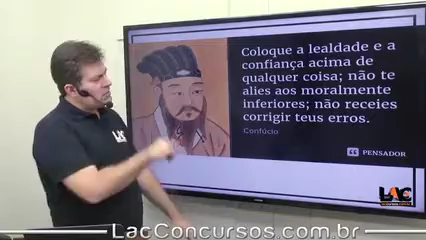 Coloque a lealdade e a
confiança acima de
qualquer coisa; não te
alies aos moralmente
inferiores; não receies
corrigir teus erros.
Confúcio
PENSADOR
LAC
LAC
LacConcursos.com.br